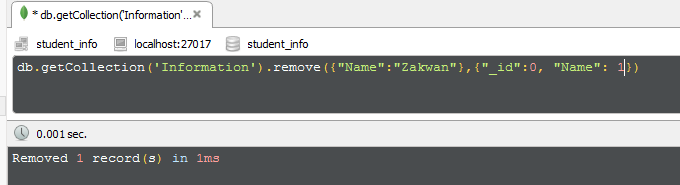 * db.getCollection('Information'...
student_info localhost:27017 student_info
db.getCollection('Information').remove({"Name":"Zakwan"},{"_id":0, "Name": 1})
0.001 sec.
Removed 1 record(s) in 1ms